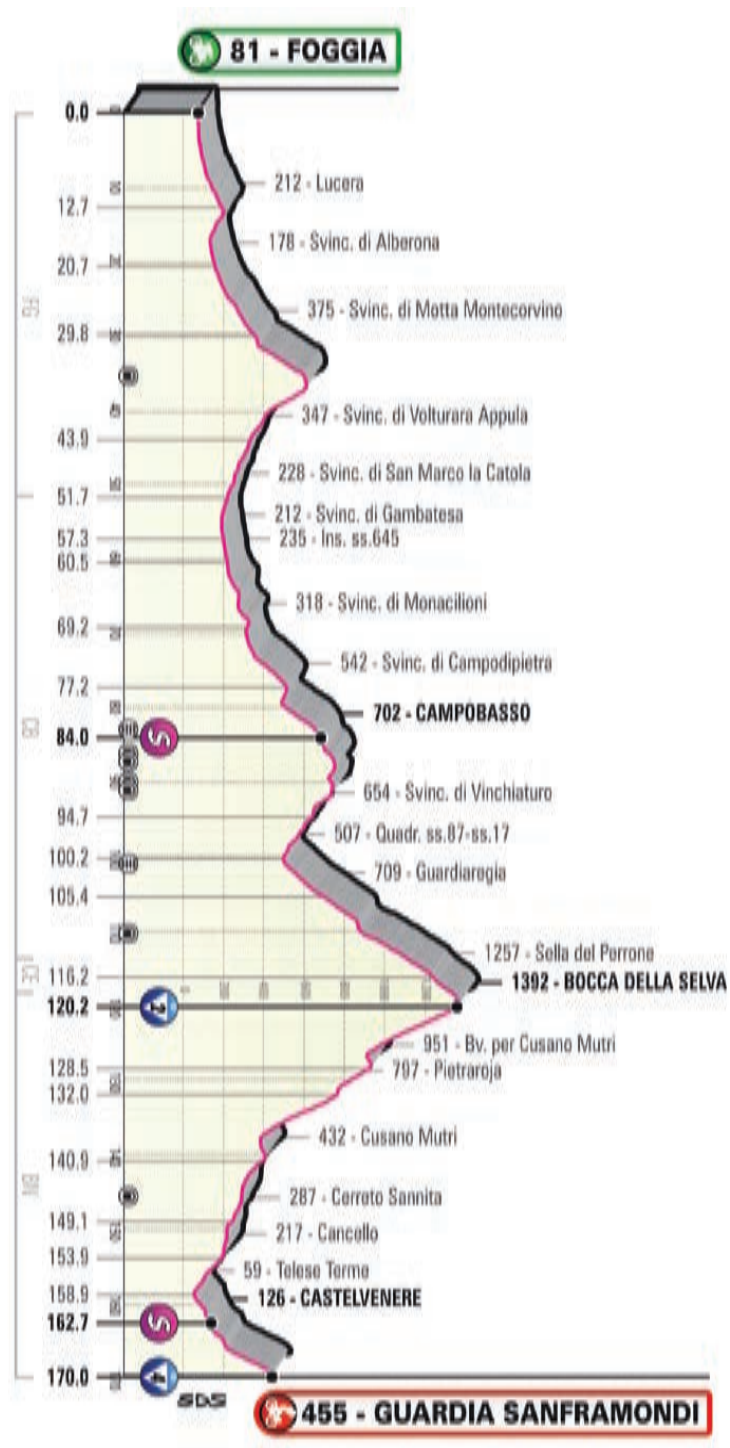 81 - FOGGIA
0.0
212 - Lucera
12.7
178 - Svinc. di Alberona
20.7
375 - Svinc. di Motta Montecorvino
29.8
347 - Svinc. di Volturara Appula
43.9
228 - Svinc. di San Marco la Catola
51.7
212 - Svinc. di Gambatesa
57.3
235 - Ins. ss.645
60.5
318 - Svinc. di Monacilioni
69.2
542 - Svinc. di Campodipietra
77.2
702 - CAMPOBASSO
84.0
S
654 - Svinc. di Vinchiaturo
94.7
507 - Quadr. ss.87-ss.17
100.2
709 - Guardiaregia
105.4
1257 - Sella del Perrone
116.2
1392 - BOCCA DELLA SELVA
120.2
2
951 - Bv. per Cusano Mutri
128.5
797 - Pietraroja
132.0
432 - Cusano Mutri
140.9
287 - Cerreto Sannita
149.1
217 - Cancello
153.9
59 - Telese Terme
158.9
126 - CASTELVENERE
162.7
S
170.0
4
SDS
455 - GUARDIA SANFRAMONDI
FG
CB
CE
BN